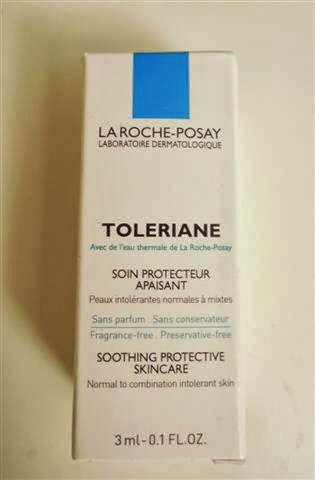 LA ROCHE-POSAY
LABORATOIRE DERMATOLOGIQUE
TOLERIANE
Avec de l'eau thermale de La Roche-Posay
SOIN PROTECTEUR
APAISANT
Peaux intolérantes normales à mixtes
Sans parfum . Sans conservateur
Fragrance-free . Preservative-free
SOOTHING PROTECTIVE
SKINCARE
Normal to combination intolerant skin
3 ml - 0.1 FL.OZ.